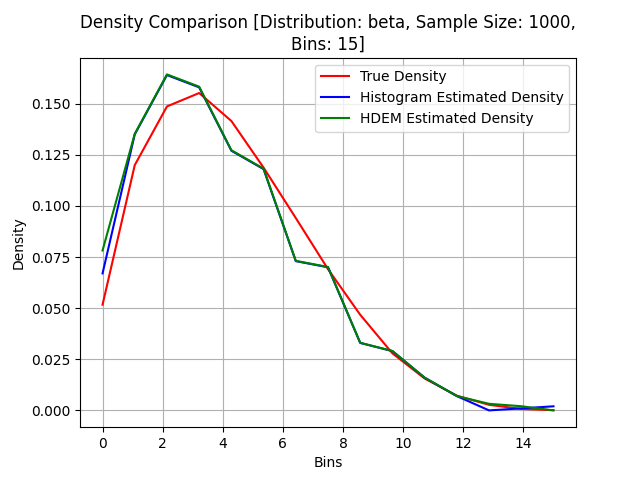 Density Comparison [Distribution: beta, Sample Size: 1000,
Bins: 15]
True Density
Histogram Estimated Density
HDEM Estimated Density
Density
0.150
0.125
0.100
0.075
0.050
0.025
0.000
0 2 4 6 8 10 12 14
Bins